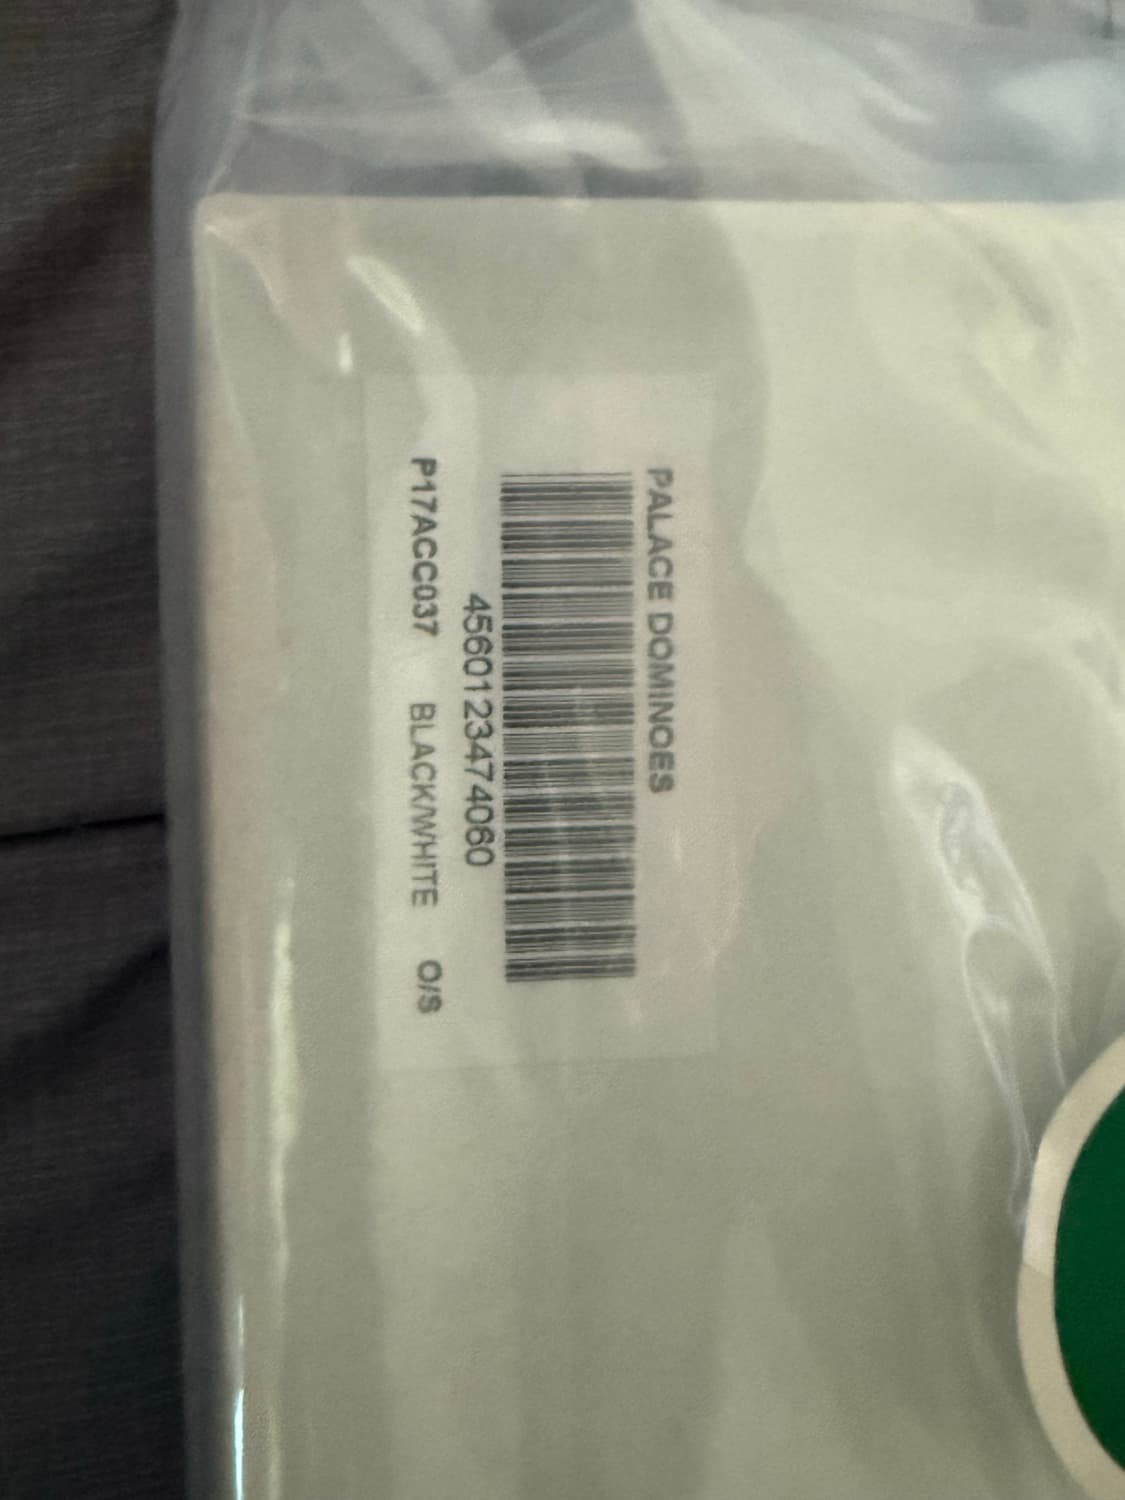 PALACE DOMINOES
4560123474060
P17ACC037 BLACK/WHITE O/S